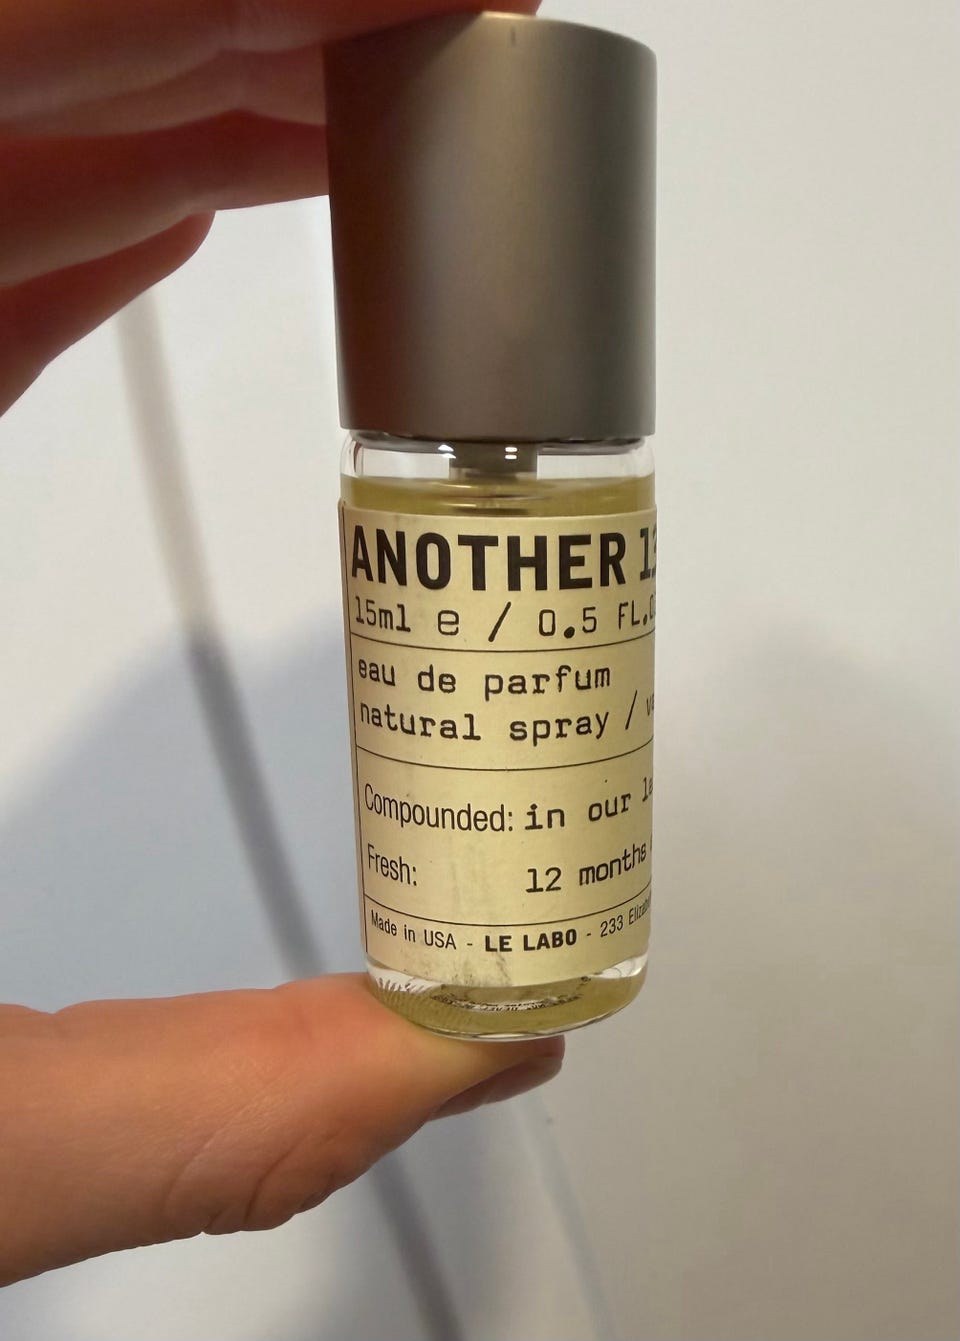 ANOTHER
15ml e / 0.5 FL.
eau de parfum
natural spray /
Compounded: in our
Fresh: 12 months
Made in USA - LE LABO - 233